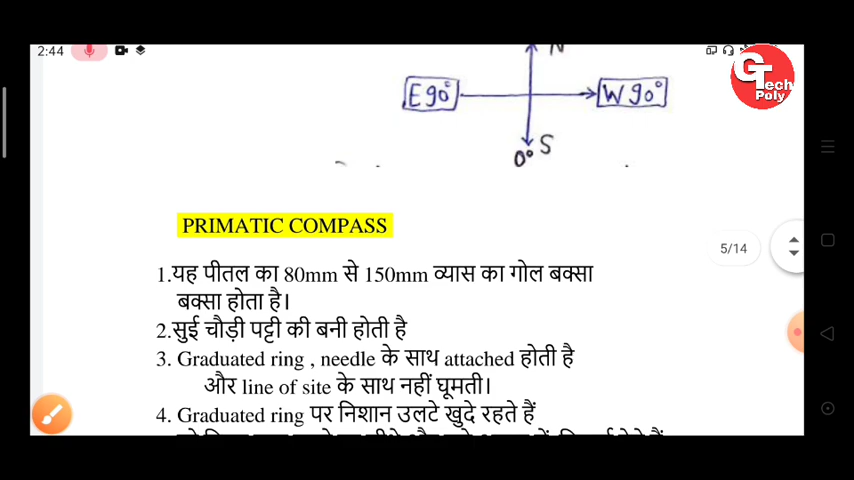 2:44
N
E 90°
W 90°
0° S
G Tech Poly
PRIMATIC COMPASS
5/14
1.यह पीतल का 80mm से 150mm व्यास का गोल बक्सा
बक्सा होता है।
2.सुई चौड़ी पट्टी की बनी होती है
3. Graduated ring , needle के साथ attached होती है
और line of site के साथ नहीं घूमती।
4. Graduated ring पर निशान उलटे खुदे रहते हैं